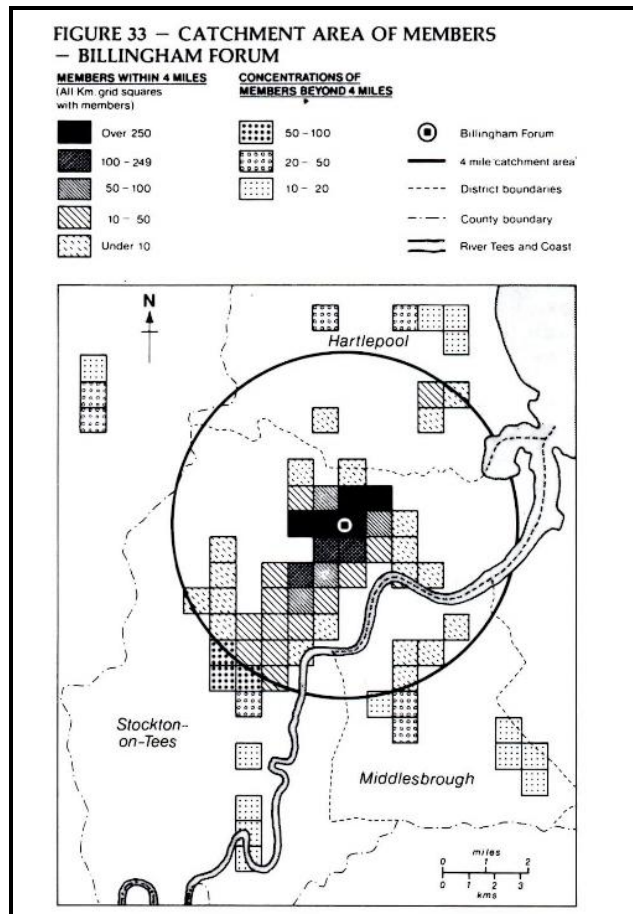 FIGURE 33 – CATCHMENT AREA OF MEMBERS
– BILLINGHAM FORUM
MEMBERS WITHIN 4 MILES
(All Km. grid squares
with members)
Over 250
100-249
50-100
10 - 50
Under 10
CONCENTRATIONS OF
MEMBERS BEYOND 4 MILES
50-100
20 - 50
10 - 20
Billingham Forum
4 mile 'catchment area'
District boundaries
County boundary
River Tees and Coast
N
Hartlepool
Stockton-
on-Tees
Middlesbrough
miles
0 1 2
0 1 2 3
kms